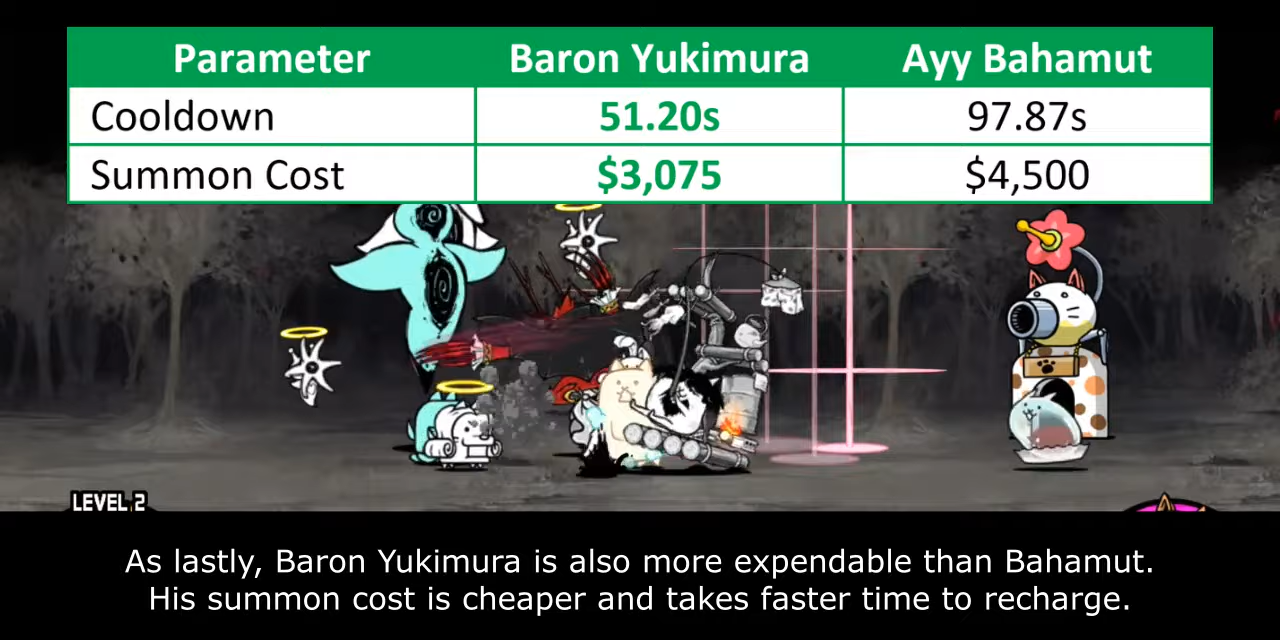 Parameter Baron Yukimura Ayy Bahamut
Cooldown 51.20s 97.87s
Summon Cost $3,075 $4,500
LEVEL 2
As lastly, Baron Yukimura is also more expendable than Bahamut.
His summon cost is cheaper and takes faster time to recharge.